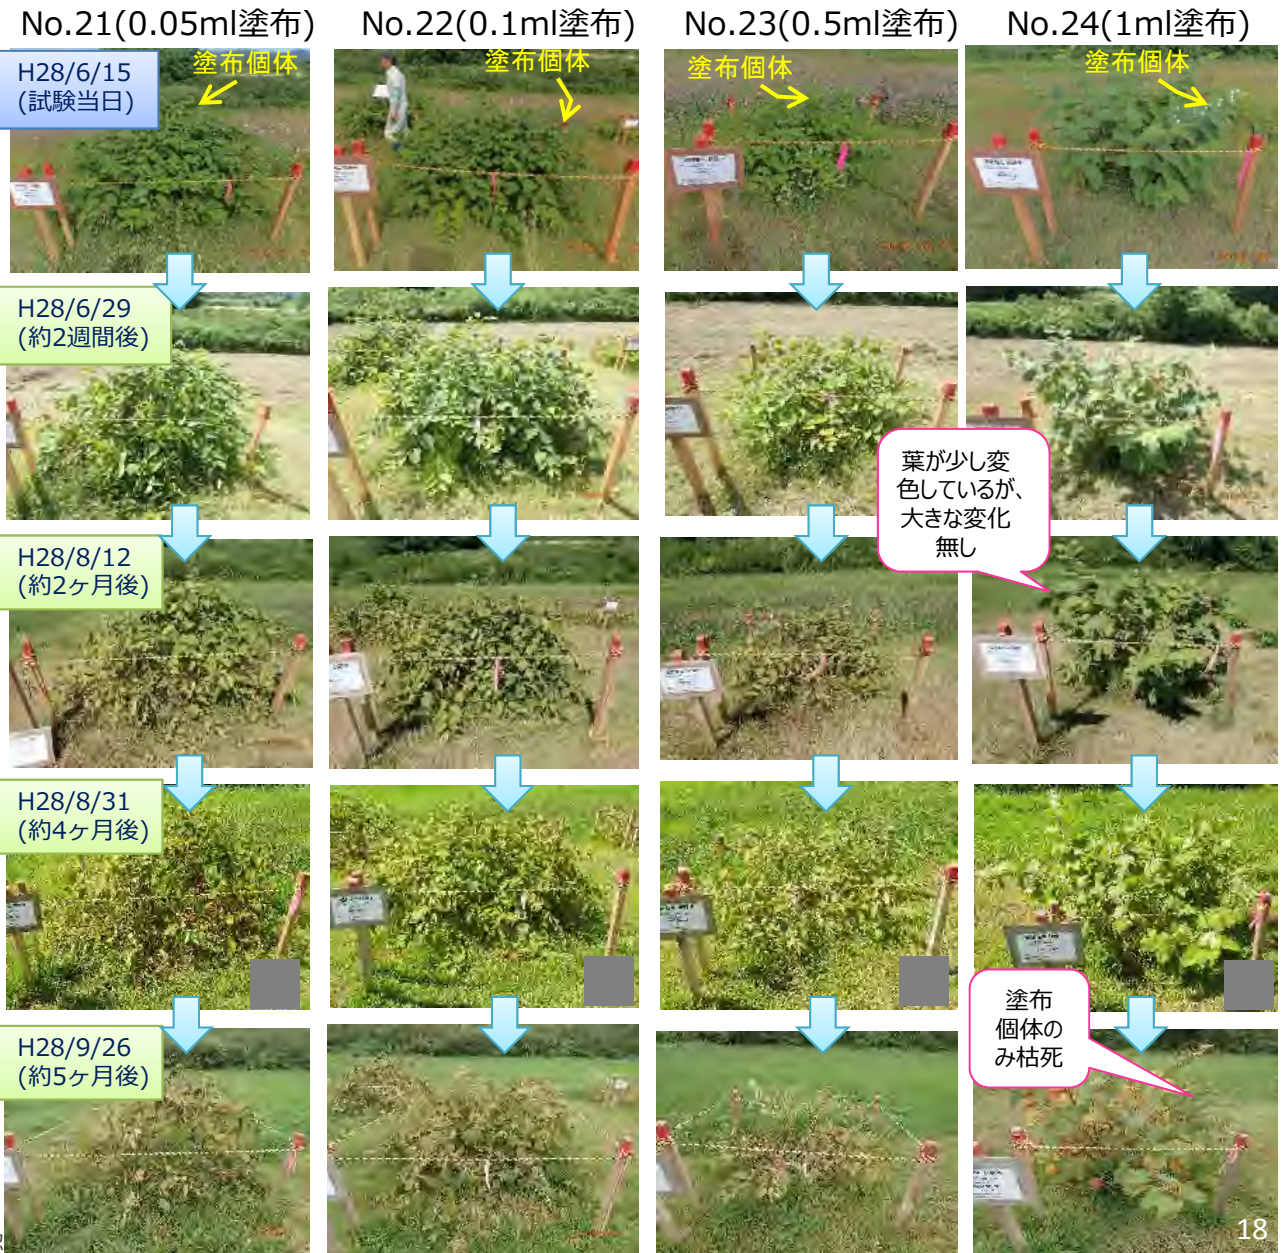 No.21(0.05ml塗布)
No.22(0.1ml塗布)
No.23(0.5ml塗布)
No.24(1ml塗布)
H28/6/15
(試験当日)
塗布個体
塗布個体
塗布個体
塗布個体
H28/6/29
(約2週間後)
葉が少し変
色しているが、
大きな変化
無し
H28/8/12
(約2ヶ月後)
H28/8/31
(約4ヶ月後)
塗布
個体の
み枯死
H28/9/26
(約5ヶ月後)
18